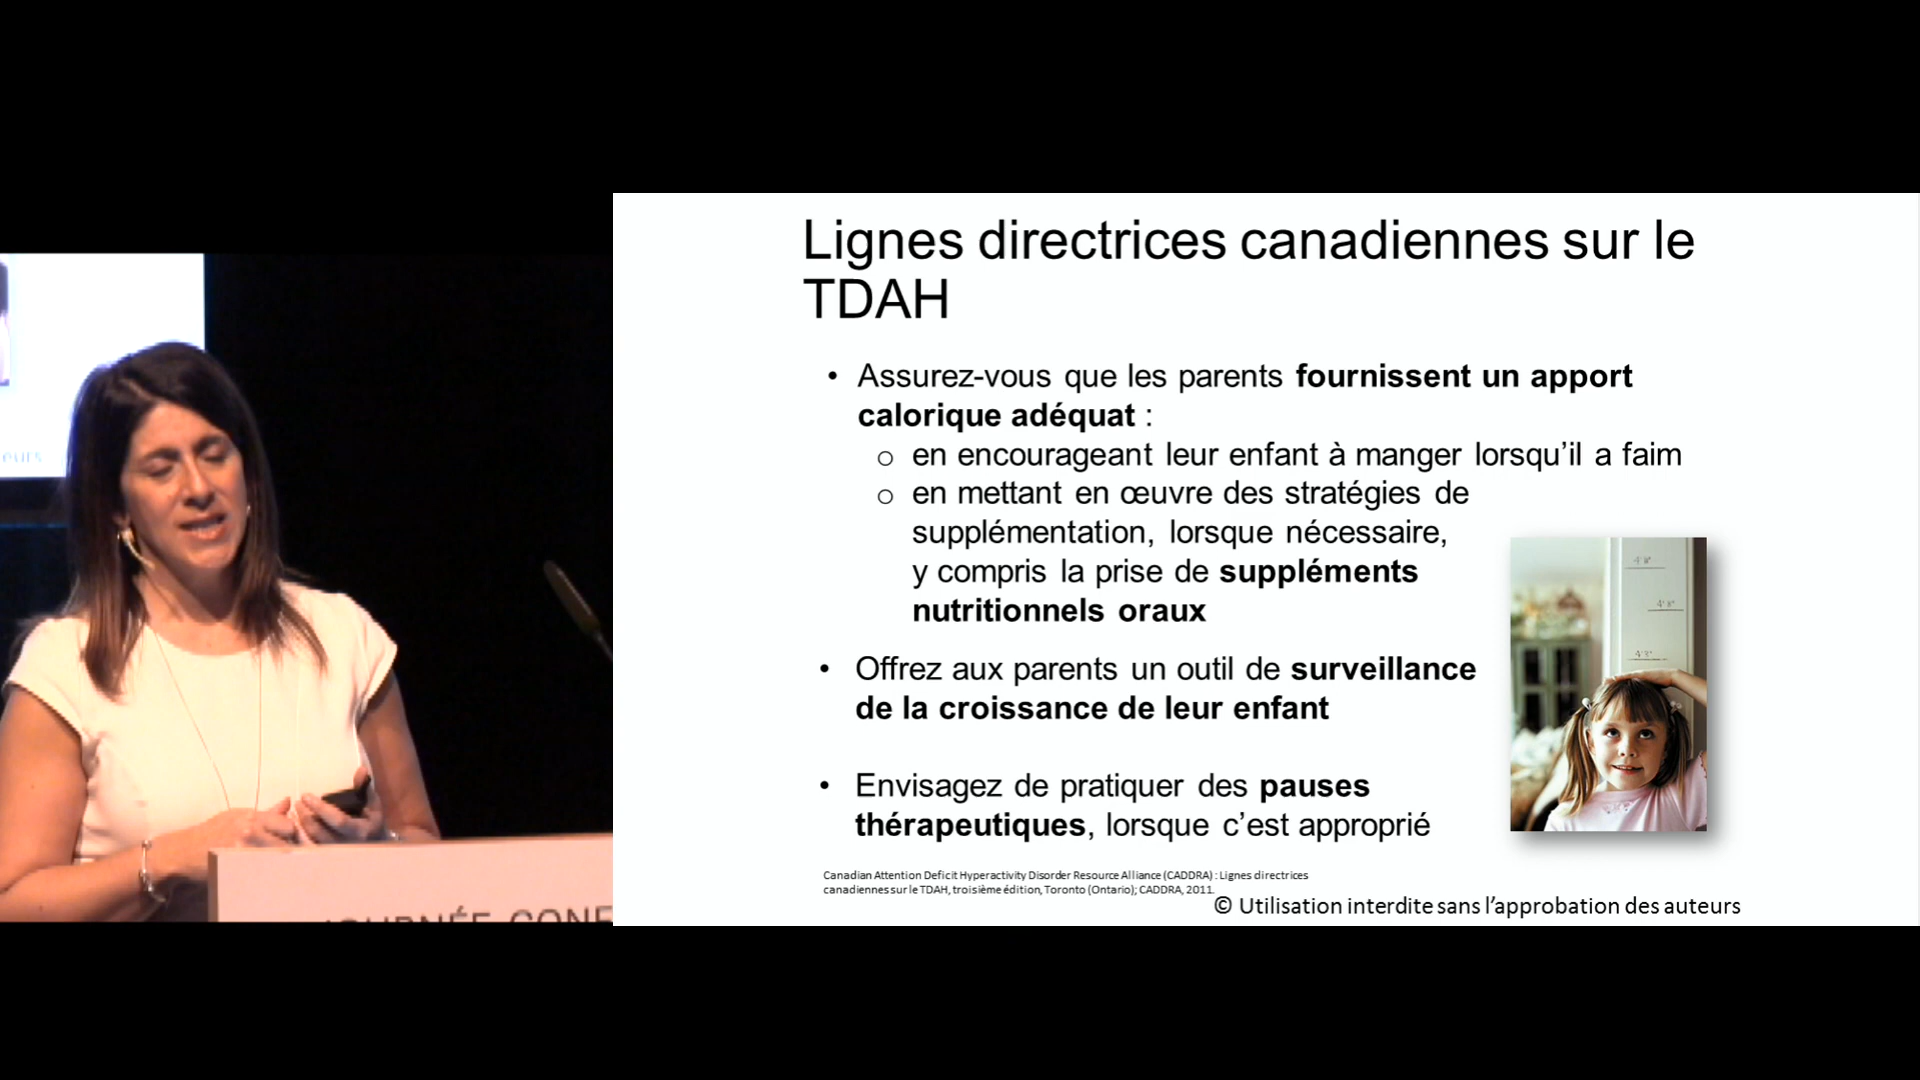 Lignes directrices canadiennes sur le
TDAH
• Assurez-vous que les parents fournissent un apport
calorique adéquat :
o en encourageant leur enfant à manger lorsqu’il a faim
o en mettant en œuvre des stratégies de
supplémentation, lorsque nécessaire,
y compris la prise de suppléments
nutritionnels oraux
• Offrez aux parents un outil de surveillance
de la croissance de leur enfant
• Envisagez de pratiquer des pauses
thérapeutiques, lorsque c’est approprié
Canadian Attention Deficit Hyperactivity Disorder Resource Alliance (CADDRA) : Lignes directrices
canadiennes sur le TDAH, troisième édition, Toronto (Ontario); CADDRA, 2011.
© Utilisation interdite sans l’approbation des auteurs
eurs
JOURNÉE CONF